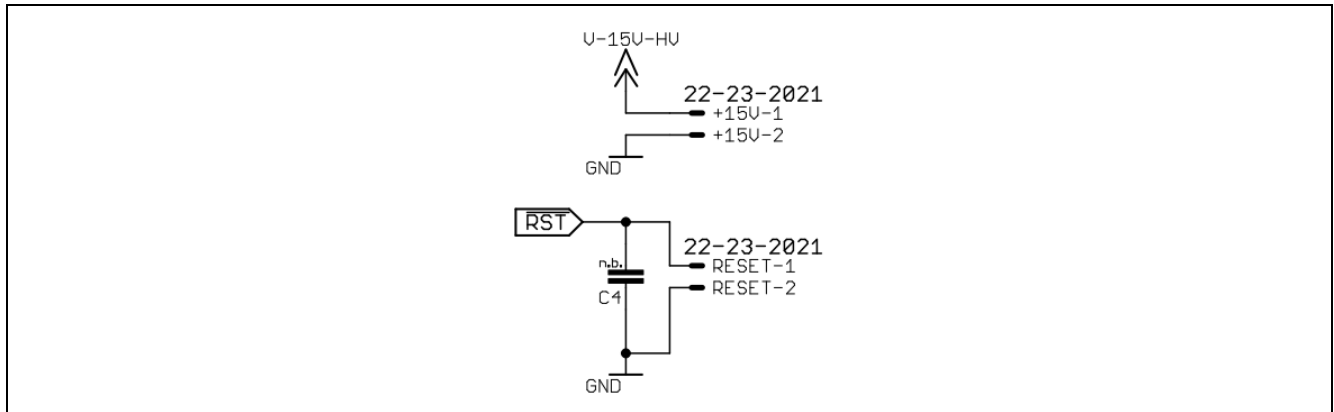 V-15V-HV
22-23-2021
+15V-1
+15V-2
GND
RST
22-23-2021
n.b.
RESET-1
C4
RESET-2
GND